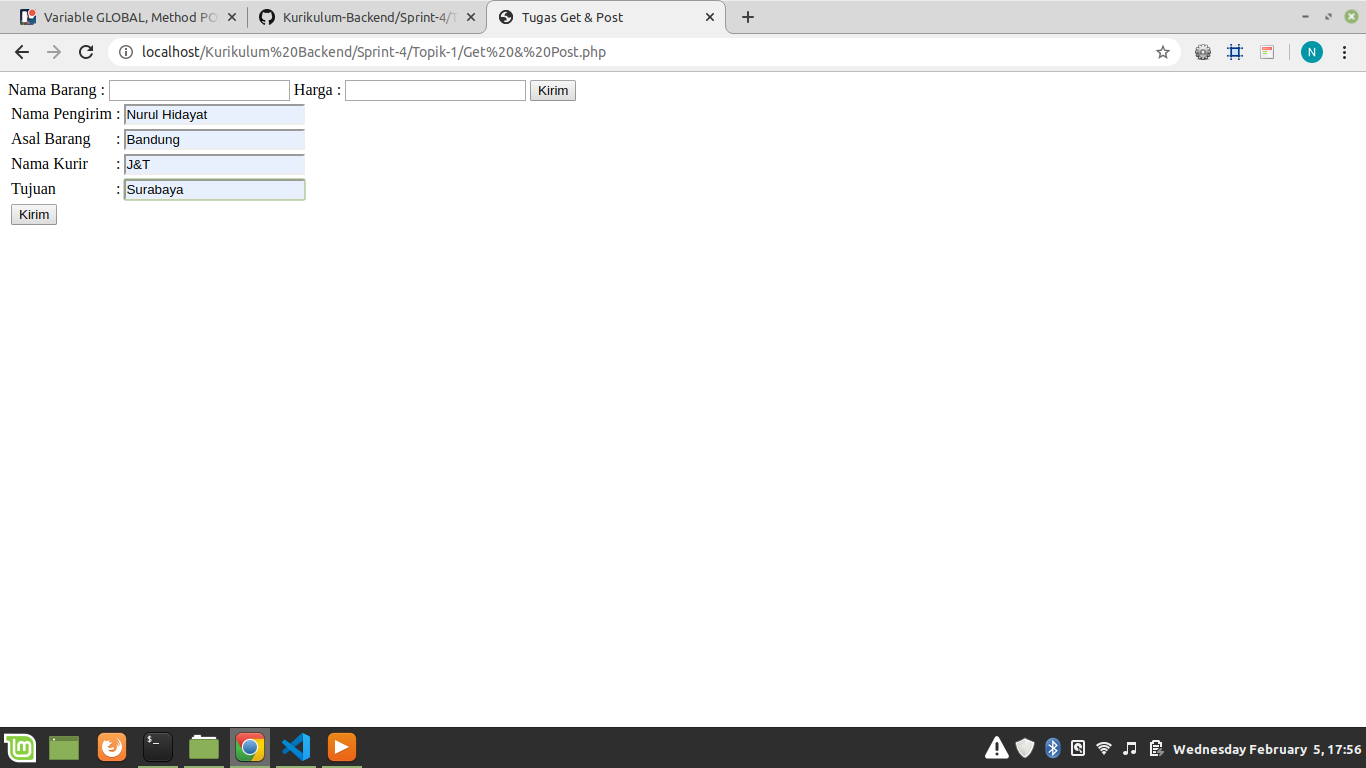 Variable GLOBAL, Method PO
Kurikulum-Backend/Sprint-4/T
Tugas Get & Post
localhost/Kurikulum%20Backend/Sprint-4/Topik-1/Get%20&%20Post.php
N
Nama Barang : Harga : Kirim
Nama Pengirim : Nurul Hidayat
Asal Barang : Bandung
Nama Kurir : J&T
Tujuan : Surabaya
Kirim
Wednesday February 5, 17:56